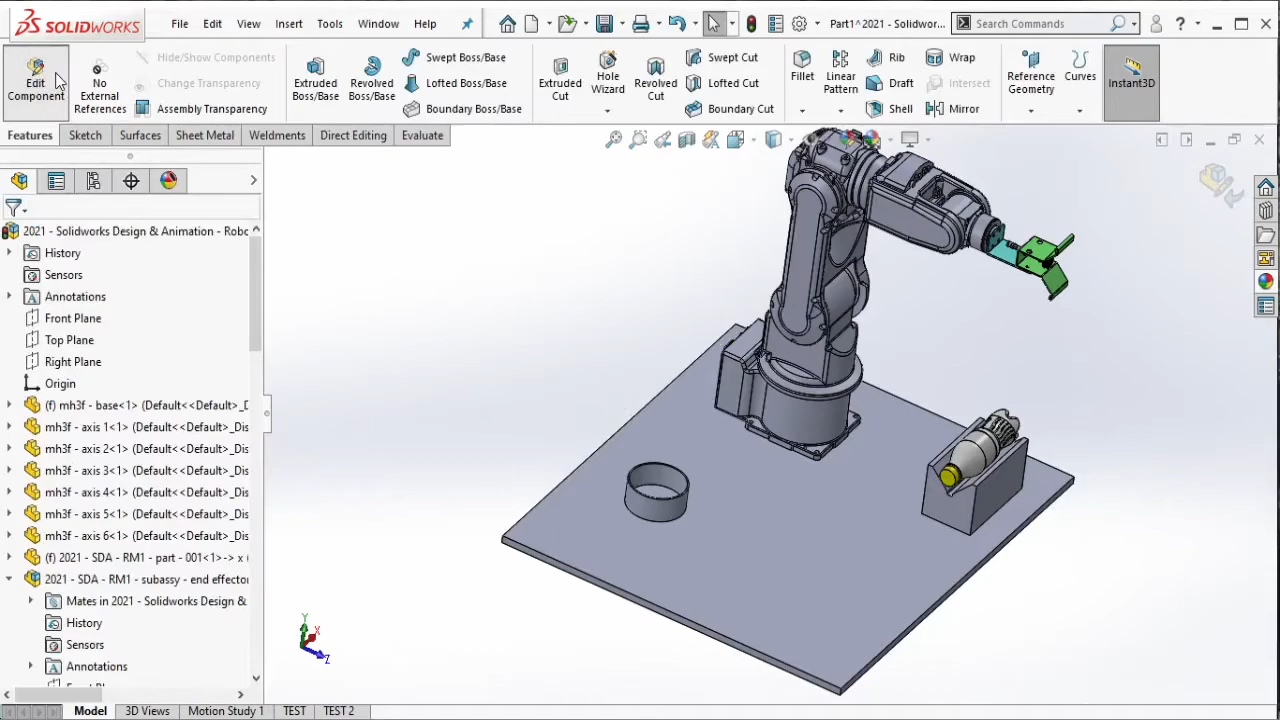 SOLIDWORKS
File Edit View Insert Tools Window Help
Part1^2021 - Solidwor...
Search Commands
Edit Component
No External References
Hide/Show Components
Change Transparency
Assembly Transparency
Extruded Boss/Base
Revolved Boss/Base
Swept Boss/Base
Lofted Boss/Base
Boundary Boss/Base
Extruded Cut
Hole Wizard
Revolved Cut
Swept Cut
Lofted Cut
Boundary Cut
Fillet
Linear Pattern
Rib
Draft
Shell
Wrap
Intersect
Mirror
Reference Geometry
Curves
Instant3D
Features Sketch Surfaces Sheet Metal Weldments Direct Editing Evaluate
2021 - Solidworks Design & Animation - Robo
History
Sensors
Annotations
Front Plane
Top Plane
Right Plane
Origin
(f) mh3f - base<1> (Default<<Default>_D
mh3f - axis 1<1> (Default<<Default>_Dis
mh3f - axis 2<1> (Default<<Default>_Dis
mh3f - axis 3<1> (Default<<Default>_Dis
mh3f - axis 4<1> (Default<<Default>_Dis
mh3f - axis 5<1> (Default<<Default>_Dis
mh3f - axis 6<1> (Default<<Default>_Dis
(f) 2021 - SDA - RM1 - part - 001<1>-> x (
2021 - SDA - RM1 - subassy - end effector
Mates in 2021 - Solidworks Design &
History
Sensors
Annotations
Y
X
Z
Model 3D Views Motion Study 1 TEST TEST 2